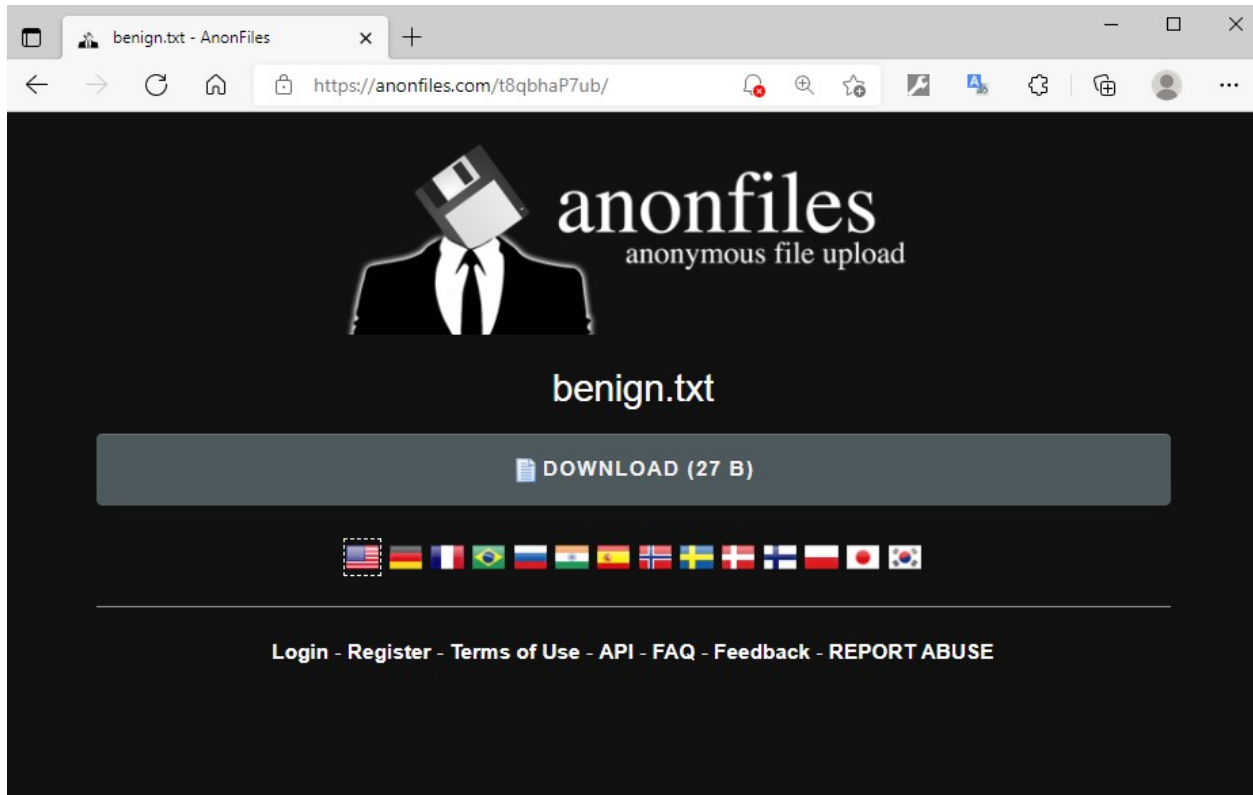 benign.txt - AnonFiles
https://anonfiles.com/t8qbhaP7ub/
anonfiles
anonymous file upload
benign.txt
DOWNLOAD (27 B)
Login - Register - Terms of Use - API - FAQ - Feedback - REPORT ABUSE